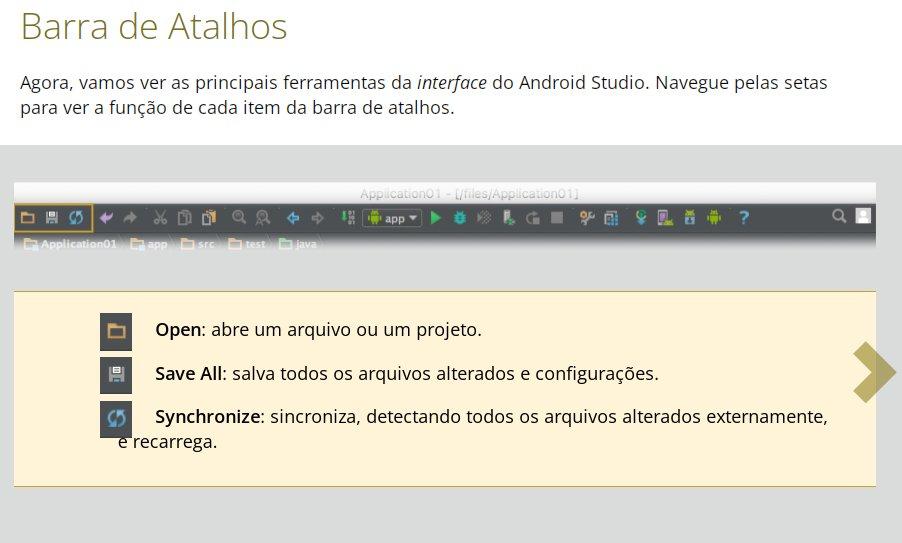 Barra de Atalhos
Agora, vamos ver as principais ferramentas da interface do Android Studio. Navegue pelas setas
para ver a função de cada item da barra de atalhos.
Application01 - [/files/Application01]
app
?
Application01 app src test java
Open: abre um arquivo ou um projeto.
Save All: salva todos os arquivos alterados e configurações.
Synchronize: sincroniza, detectando todos os arquivos alterados externamente,
e recarrega.